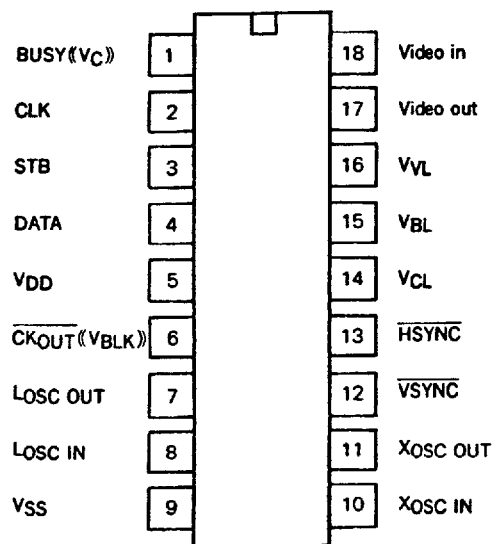 BUSY⟪VC⟫ 1 18 Video in
CLK 2 17 Video out
STB 3 16 VVL
DATA 4 15 VBL
VDD 5 14 VCL
CKOUT⟪VBLK⟫ 6 13 HSYNC
LOSC OUT 7 12 VSYNC
LOSC IN 8 11 XOSC OUT
VSS 9 10 XOSC IN